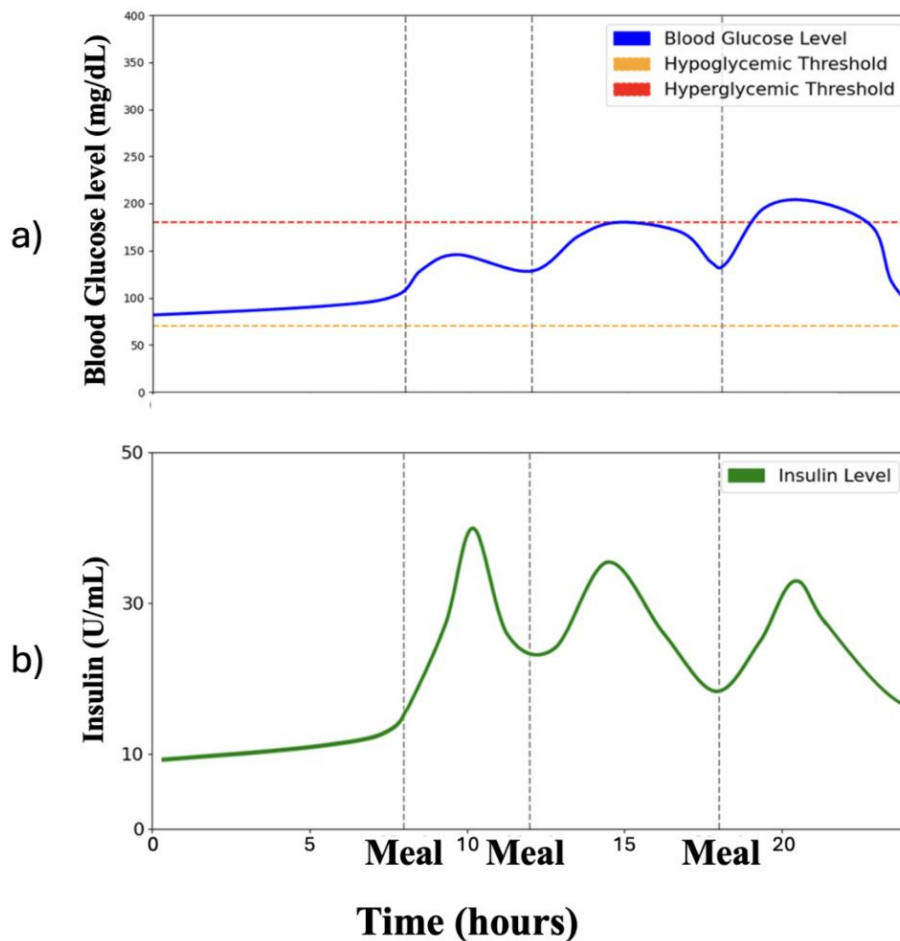 400
350
300
250
200
150
100
50
0
Blood Glucose level (mg/dL)
Blood Glucose Level
Hypoglycemic Threshold
Hyperglycemic Threshold
a)
50
30
10
0
Insulin (U/mL)
Insulin Level
b)
0 5 10 15 20
Meal Meal Meal
Time (hours)